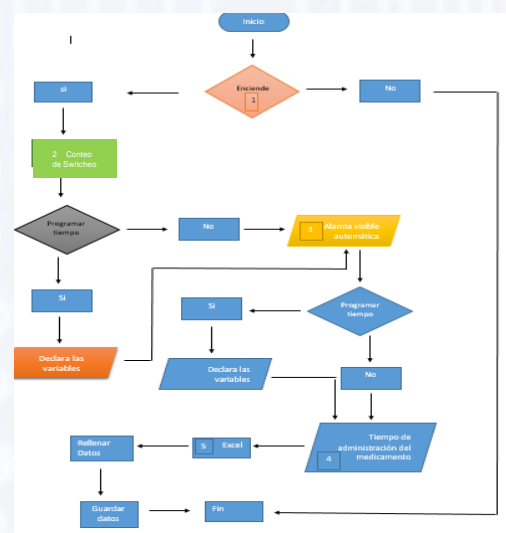 Inicio
I
si
Enciende
1
No
2 Conteo
de Switcheo
Programar
tiempo
No
3
Alarma visible
automática
Si
Si
Programar
tiempo
Declara las
variables
Declara las
variables
No
Rellenar
Datos
5 Excel
Tiempo de
administración del
medicamento
4
Guardar
datos
Fin